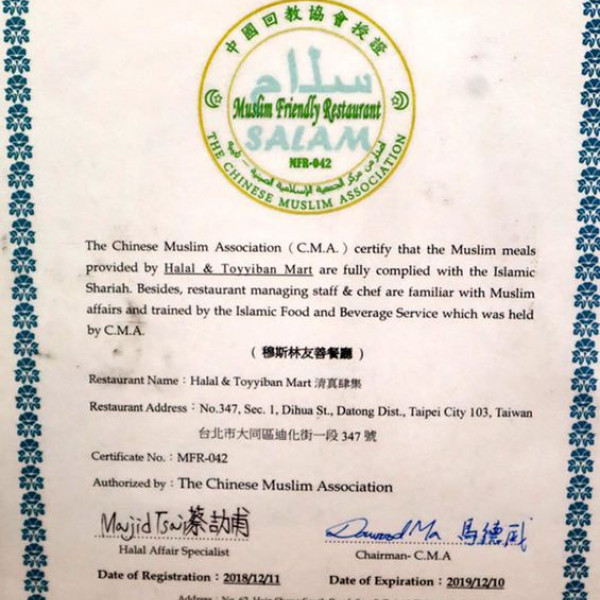 中國回教協會授證
سلام
Muslim Friendly Restaurant
SALAM
MFR-042
THE CHINESE MUSLIM ASSOCIATION
The Chinese Muslim Association ( C.M.A. ) certify that the Muslim meals
provided by Halal & Toyyiban Mart are fully complied with the Islamic
Shariah. Besides, restaurant managing staff & chef are familiar with Muslim
affairs and trained by the Islamic Food and Beverage Service which was held
by C.M.A.
( 穆斯林友善餐廳 )
Restaurant Name : Halal & Toyyiban Mart 清真肆集
Restaurant Address : No.347, Sec. 1, Dihua St., Datong Dist., Taipei City 103, Taiwan
台北市大同區迪化街一段 347 號
Certificate No. : MFR-042
Authorized by : The Chinese Muslim Association
Majid Tsai 蔡劼甫 Dawood Ma 馬德威
Halal Affair Specialist Chairman- C.M.A
Date of Registration : 2018/12/11 Date of Expiration : 2019/12/10